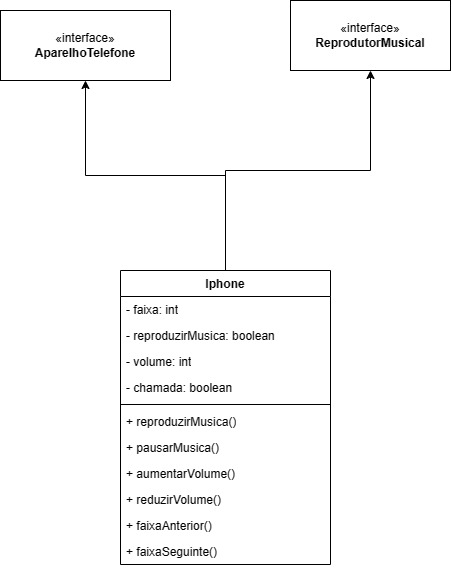 «interface»
AparelhoTelefone
«interface»
ReprodutorMusical
Iphone
- faixa: int
- reproduzirMusica: boolean
- volume: int
- chamada: boolean
+ reproduzirMusica()
+ pausarMusica()
+ aumentarVolume()
+ reduzirVolume()
+ faixaAnterior()
+ faixaSeguinte()